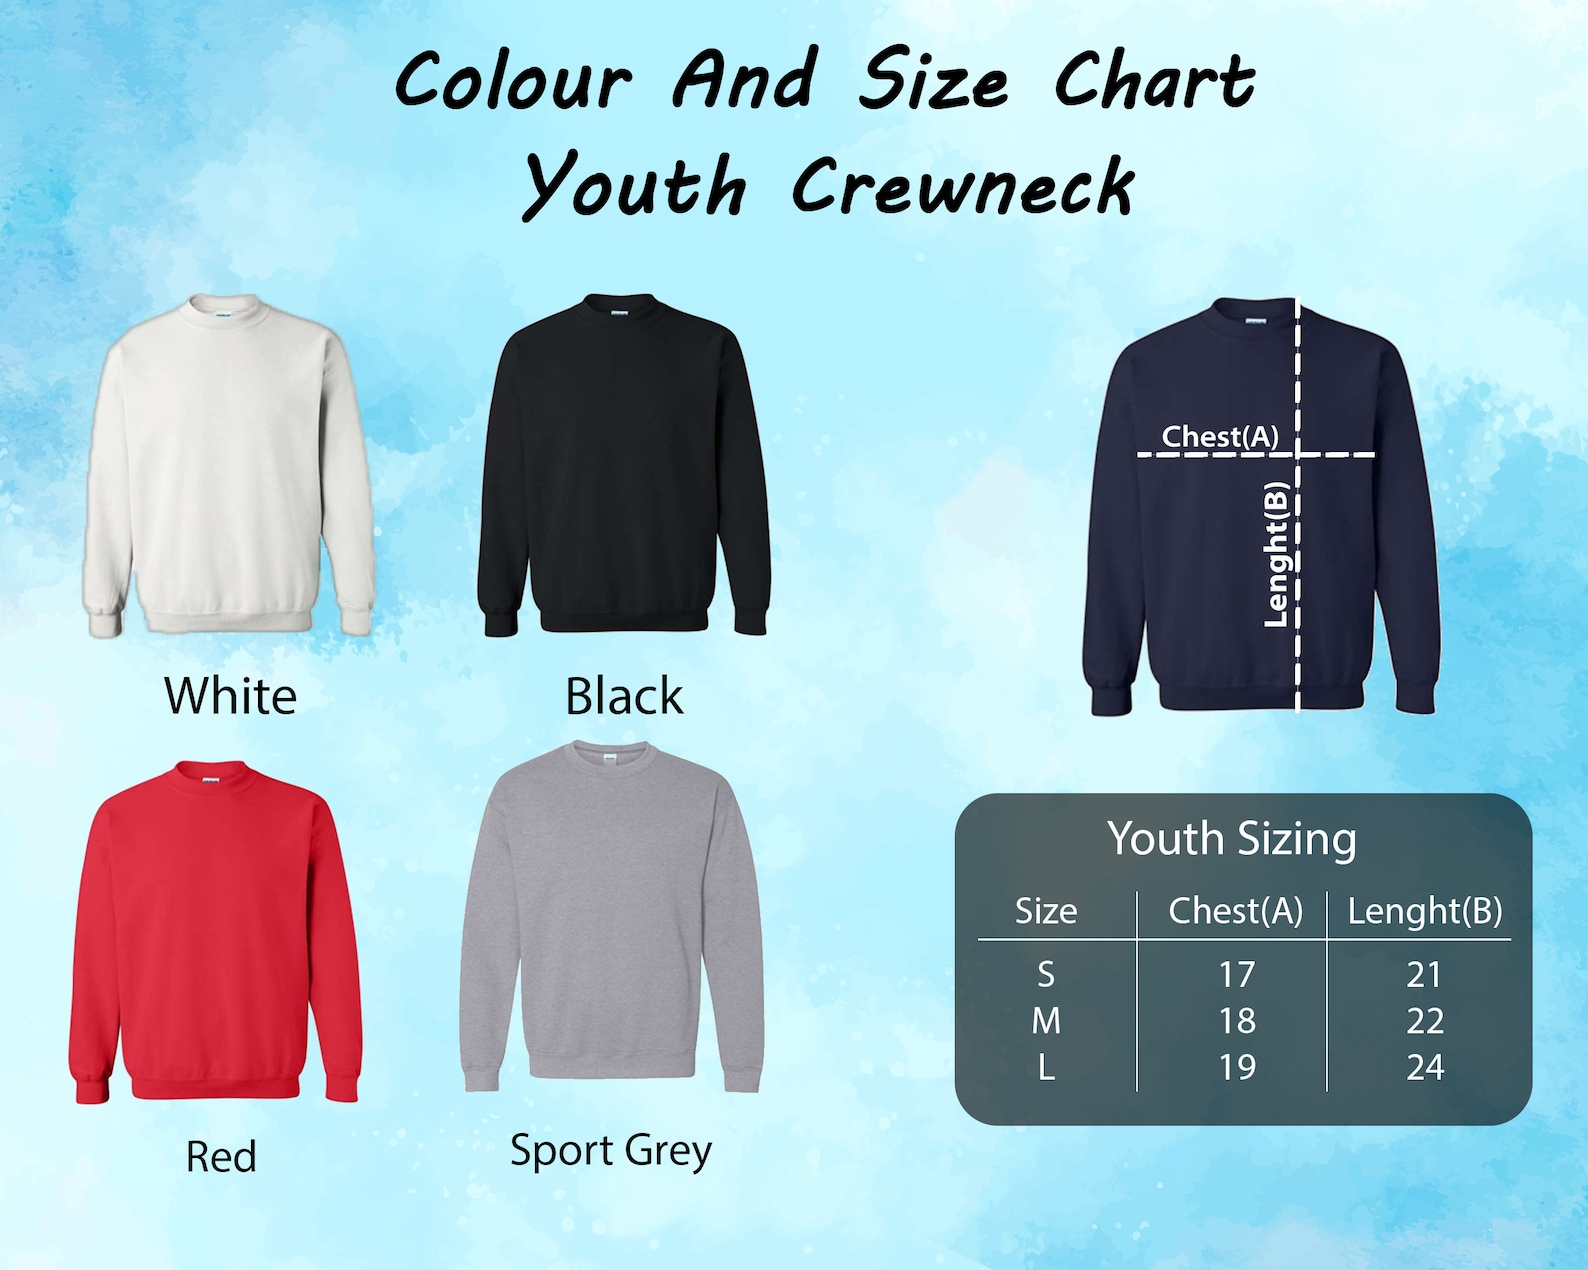 Colour And Size Chart
Youth Crewneck
White
Black
Red
Sport Grey
Chest(A)
Lenght(B)
Youth Sizing
Size Chest(A) Lenght(B)
S 17 21
M 18 22
L 19 24